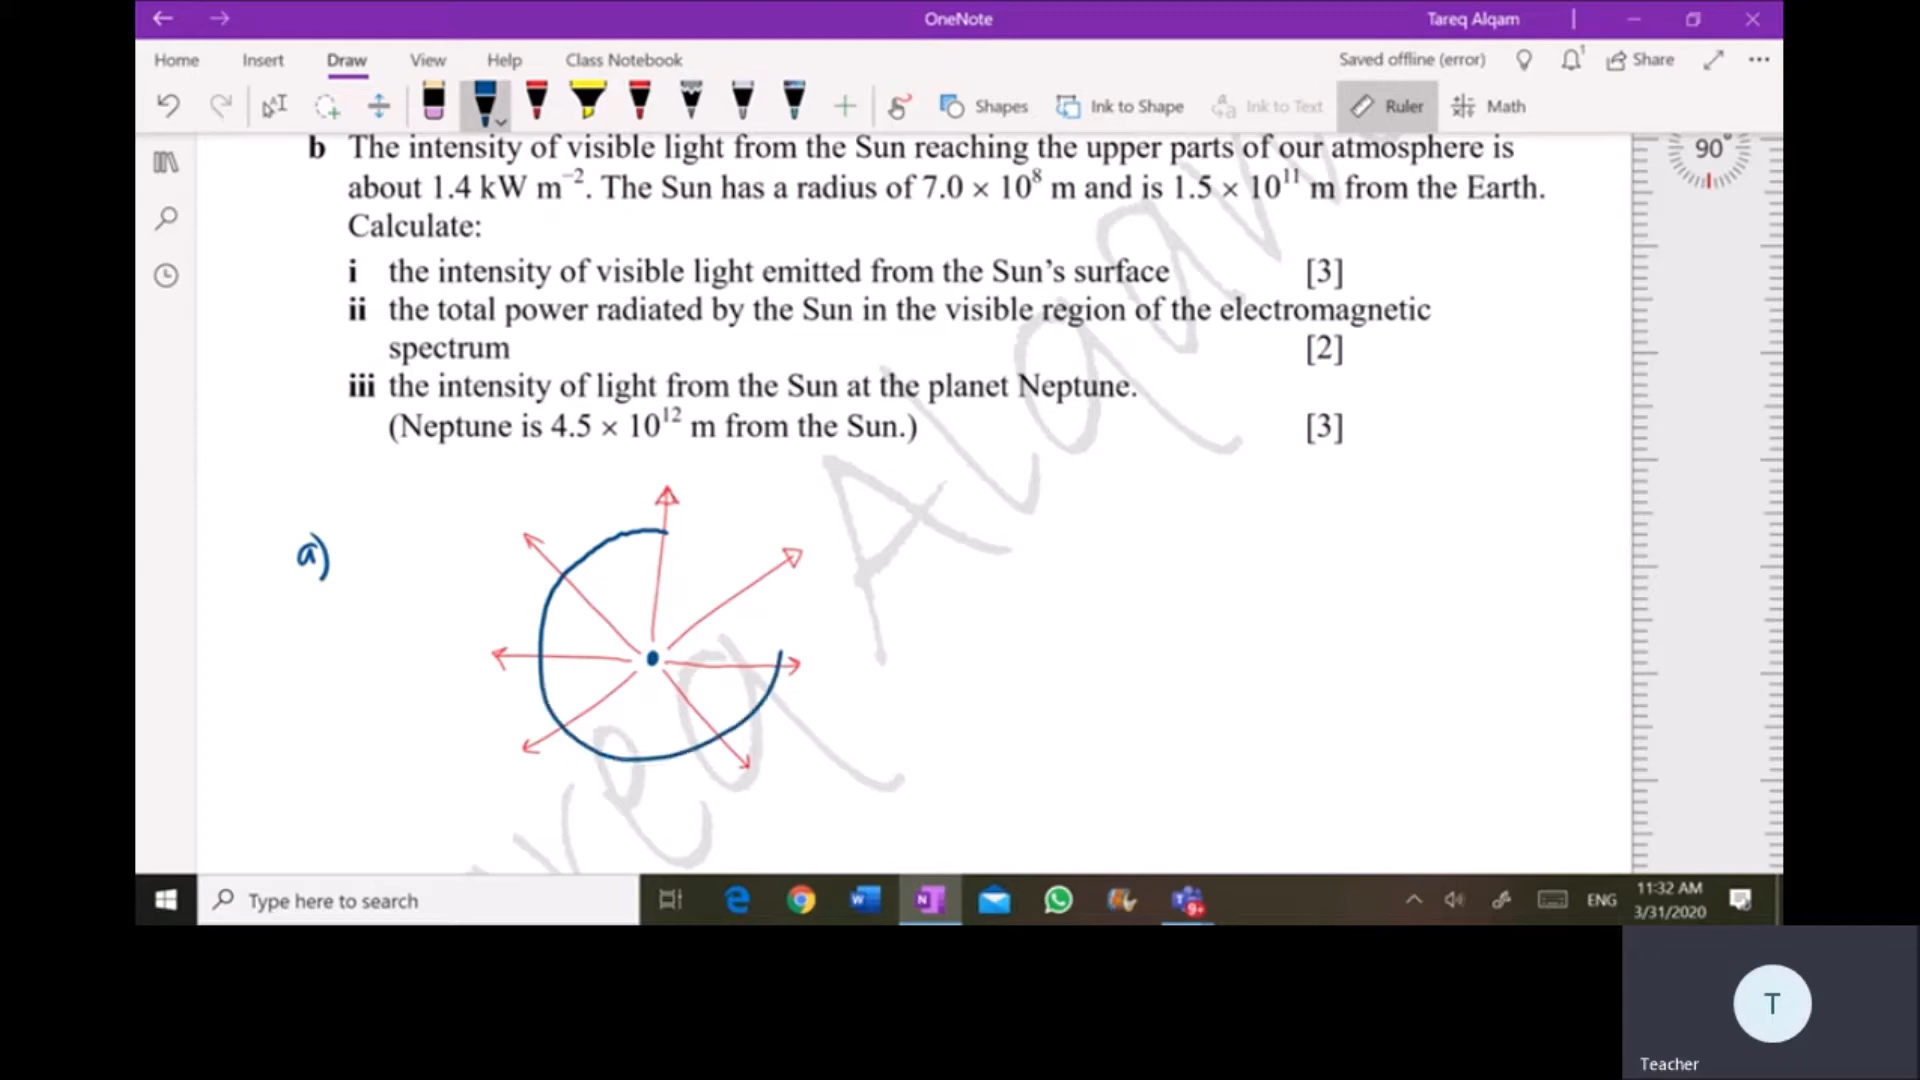 OneNote
Tareq Alqam
Home Insert Draw View Help Class Notebook
Saved offline (error) 1 Share
Shapes Ink to Shape Ink to Text Ruler Math
b The intensity of visible light from the Sun reaching the upper parts of our atmosphere is
about 1.4 kW m⁻². The Sun has a radius of 7.0 × 10⁸ m and is 1.5 × 10¹¹ m from the Earth.
Calculate:
i the intensity of visible light emitted from the Sun's surface [3]
ii the total power radiated by the Sun in the visible region of the electromagnetic
spectrum [2]
iii the intensity of light from the Sun at the planet Neptune.
(Neptune is 4.5 × 10¹² m from the Sun.) [3]
90°
a)
Alqam
Type here to search
9+
ENG
11:32 AM
3/31/2020
T
Teacher